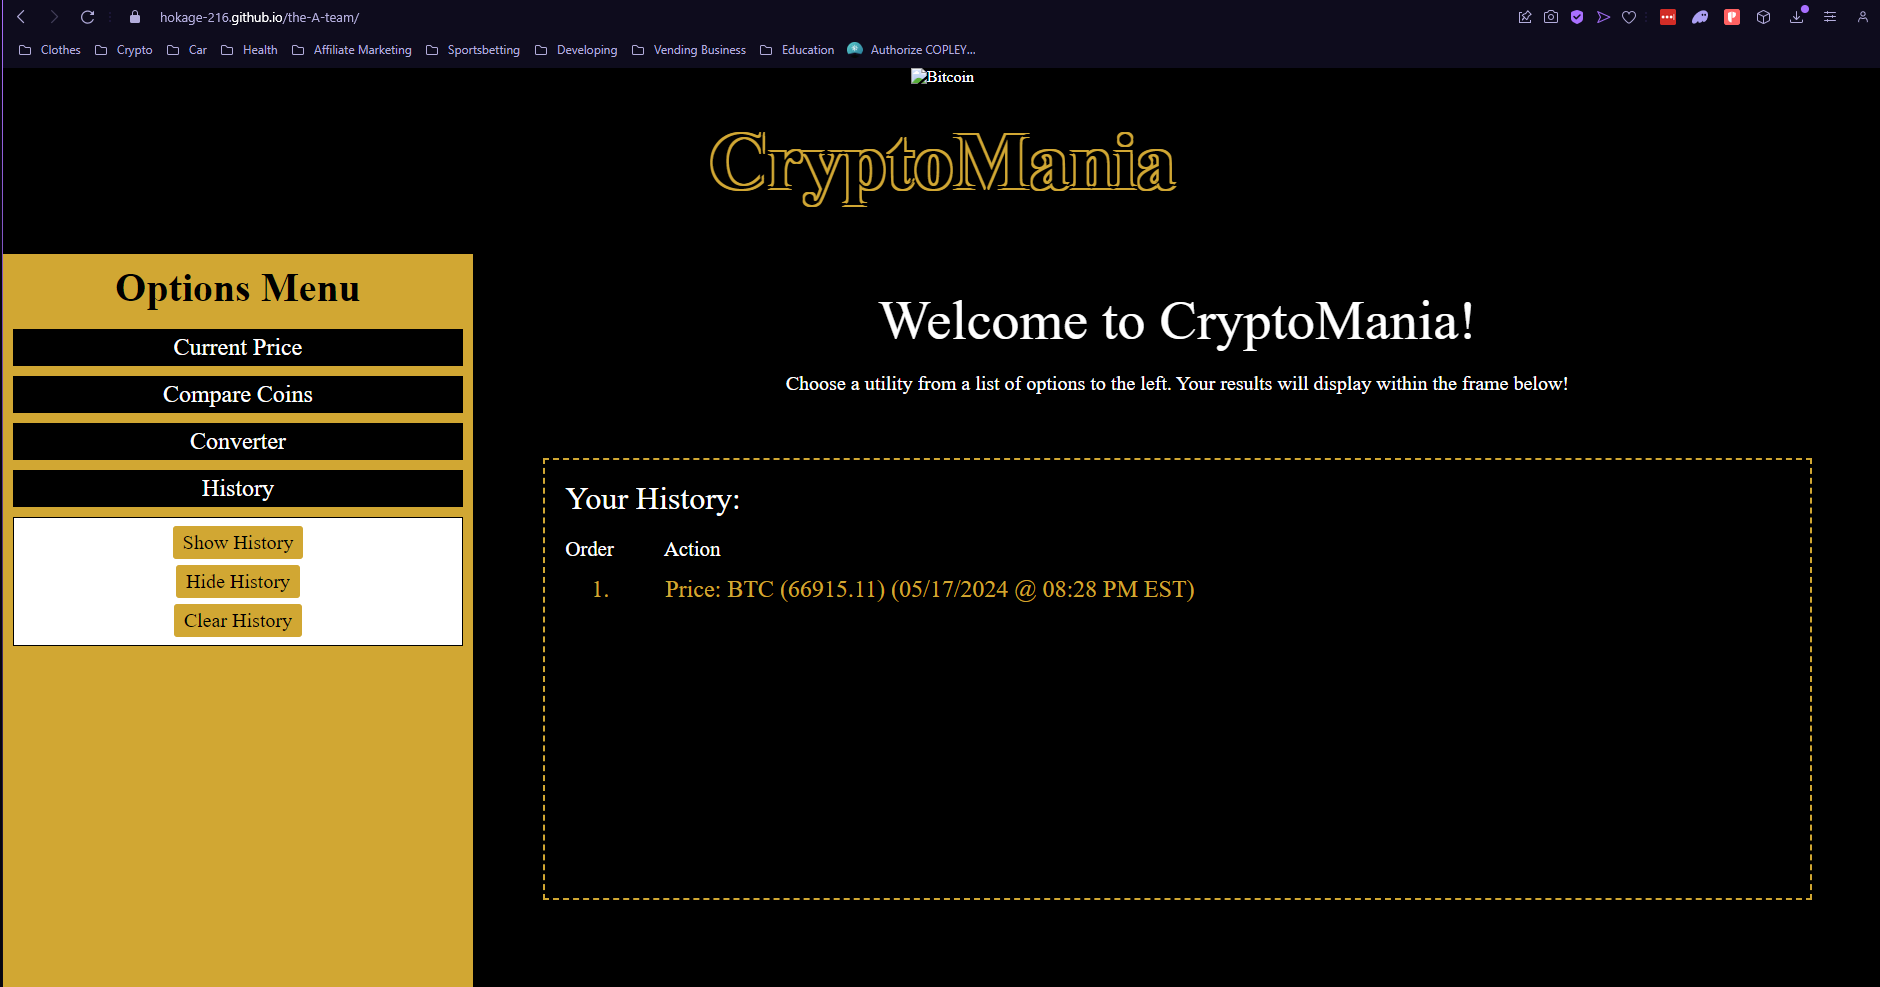 hokage-216.github.io/the-A-team/
Clothes Crypto Car Health Affiliate Marketing Sportsbetting Developing Vending Business Education Authorize COPLEY...
Bitcoin
CryptoMania
Options Menu
Current Price
Compare Coins
Converter
History
Show History
Hide History
Clear History
Welcome to CryptoMania!
Choose a utility from a list of options to the left. Your results will display within the frame below!
Your History:
Order Action
1. Price: BTC (66915.11) (05/17/2024 @ 08:28 PM EST)